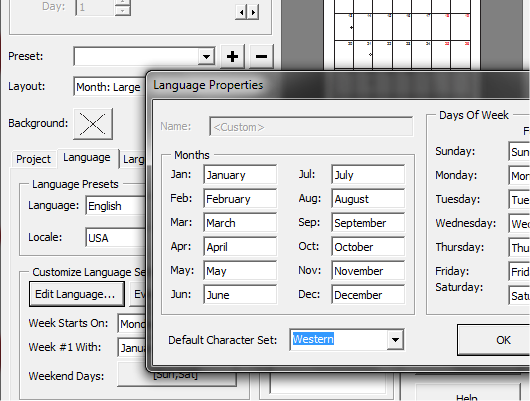 Day: 1
Preset:
Layout: Month: Large
Background:
Project Language Larg
Language Presets
Language: English
Locale: USA
Customize Language Se
Edit Language... Ev
Week Starts On: Mond
Week #1 With: Janua
Weekend Days: [Sun,Sat]
Language Properties
Name: <Custom>
Months
Jan: January Jul: July
Feb: February Aug: August
Mar: March Sep: September
Apr: April Oct: October
May: May Nov: November
Jun: June Dec: December
Default Character Set: Western
Days Of Week
F
Sunday: Sun
Monday: Mon
Tuesday: Tue
Wednesday: Wed
Thursday: Thu
Friday: Frid
Saturday: Satu
OK
Help